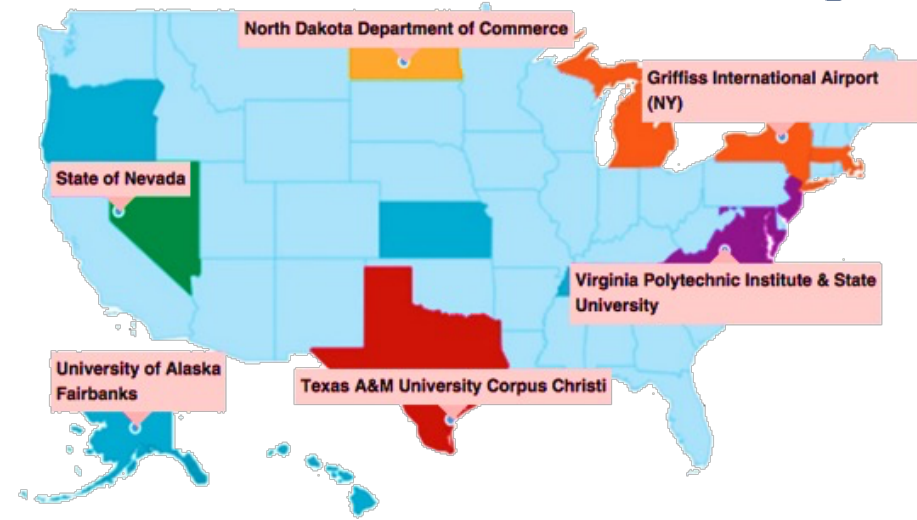 North Dakota Department of Commerce
Griffiss International Airport
(NY)
State of Nevada
Virginia Polytechnic Institute & State
University
University of Alaska
Fairbanks
Texas A&M University Corpus Christi